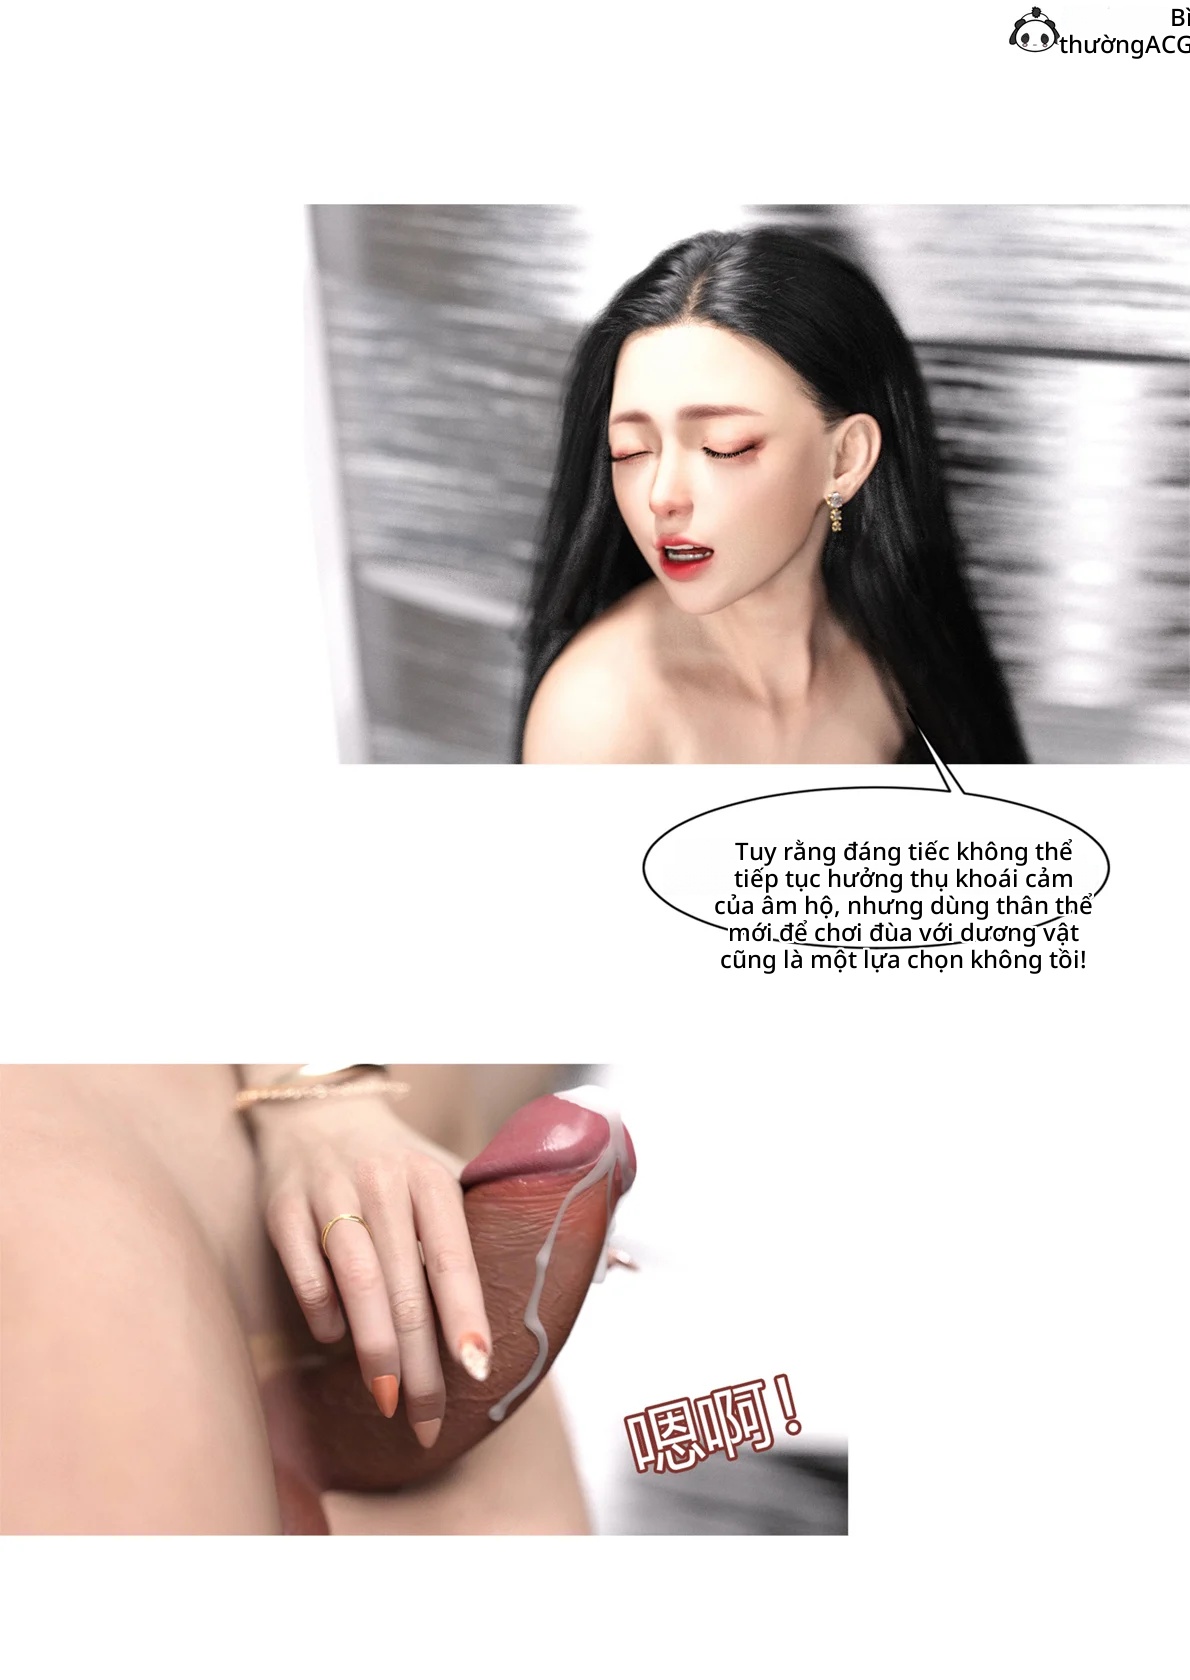 Bì
thườngACG
Tuy rằng đáng tiếc không thể
tiếp tục hưởng thụ khoái cảm
của âm hộ, nhưng dùng thân thể
mới để chơi đùa với dương vật
cũng là một lựa chọn không tồi!
嗯啊!